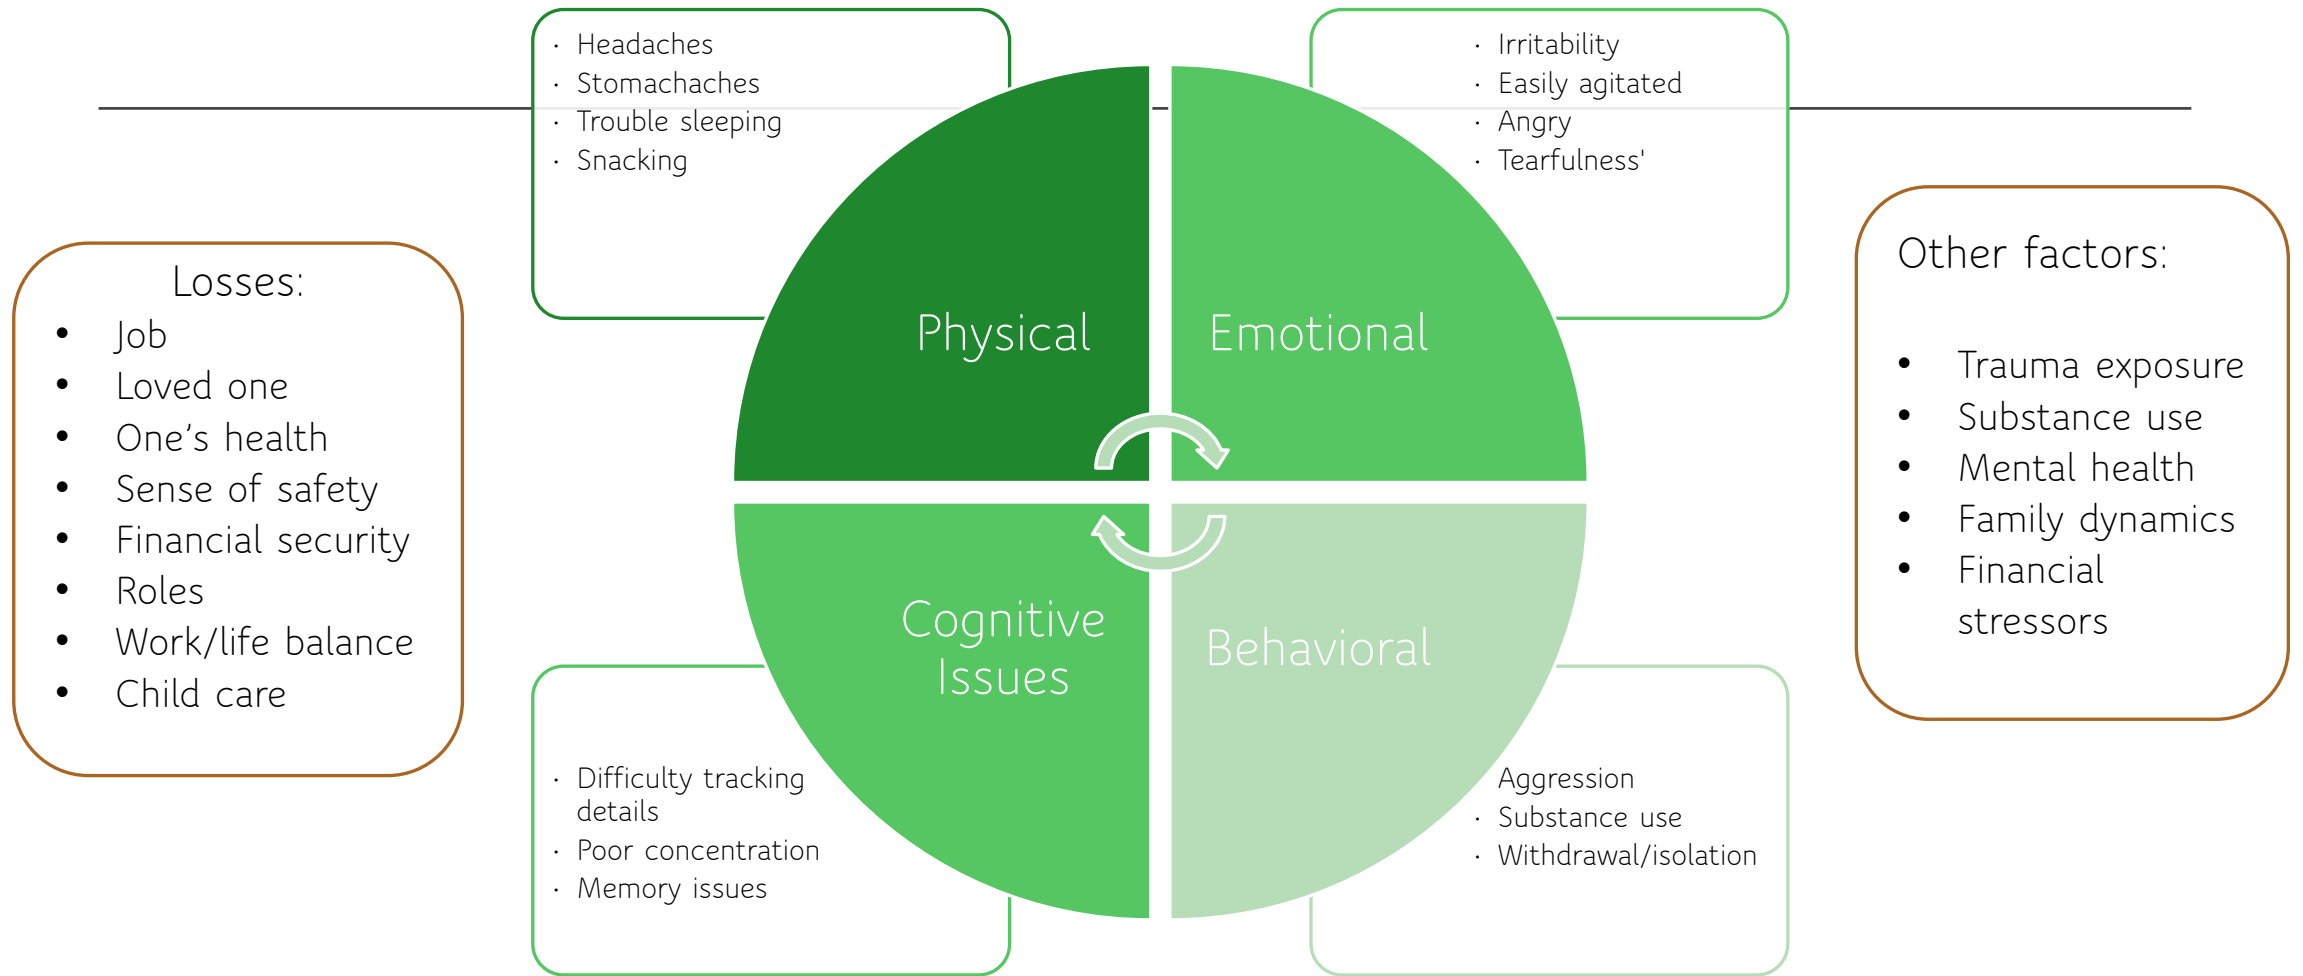 · Headaches
· Stomachaches
· Trouble sleeping
· Snacking
· Irritability
· Easily agitated
· Angry
· Tearfulness'
Losses:
• Job
• Loved one
• One’s health
• Sense of safety
• Financial security
• Roles
• Work/life balance
• Child care
Physical
Emotional
Cognitive
Issues
Behavioral
Other factors:
• Trauma exposure
• Substance use
• Mental health
• Family dynamics
• Financial
stressors
· Difficulty tracking
details
· Poor concentration
· Memory issues
Aggression
· Substance use
· Withdrawal/isolation